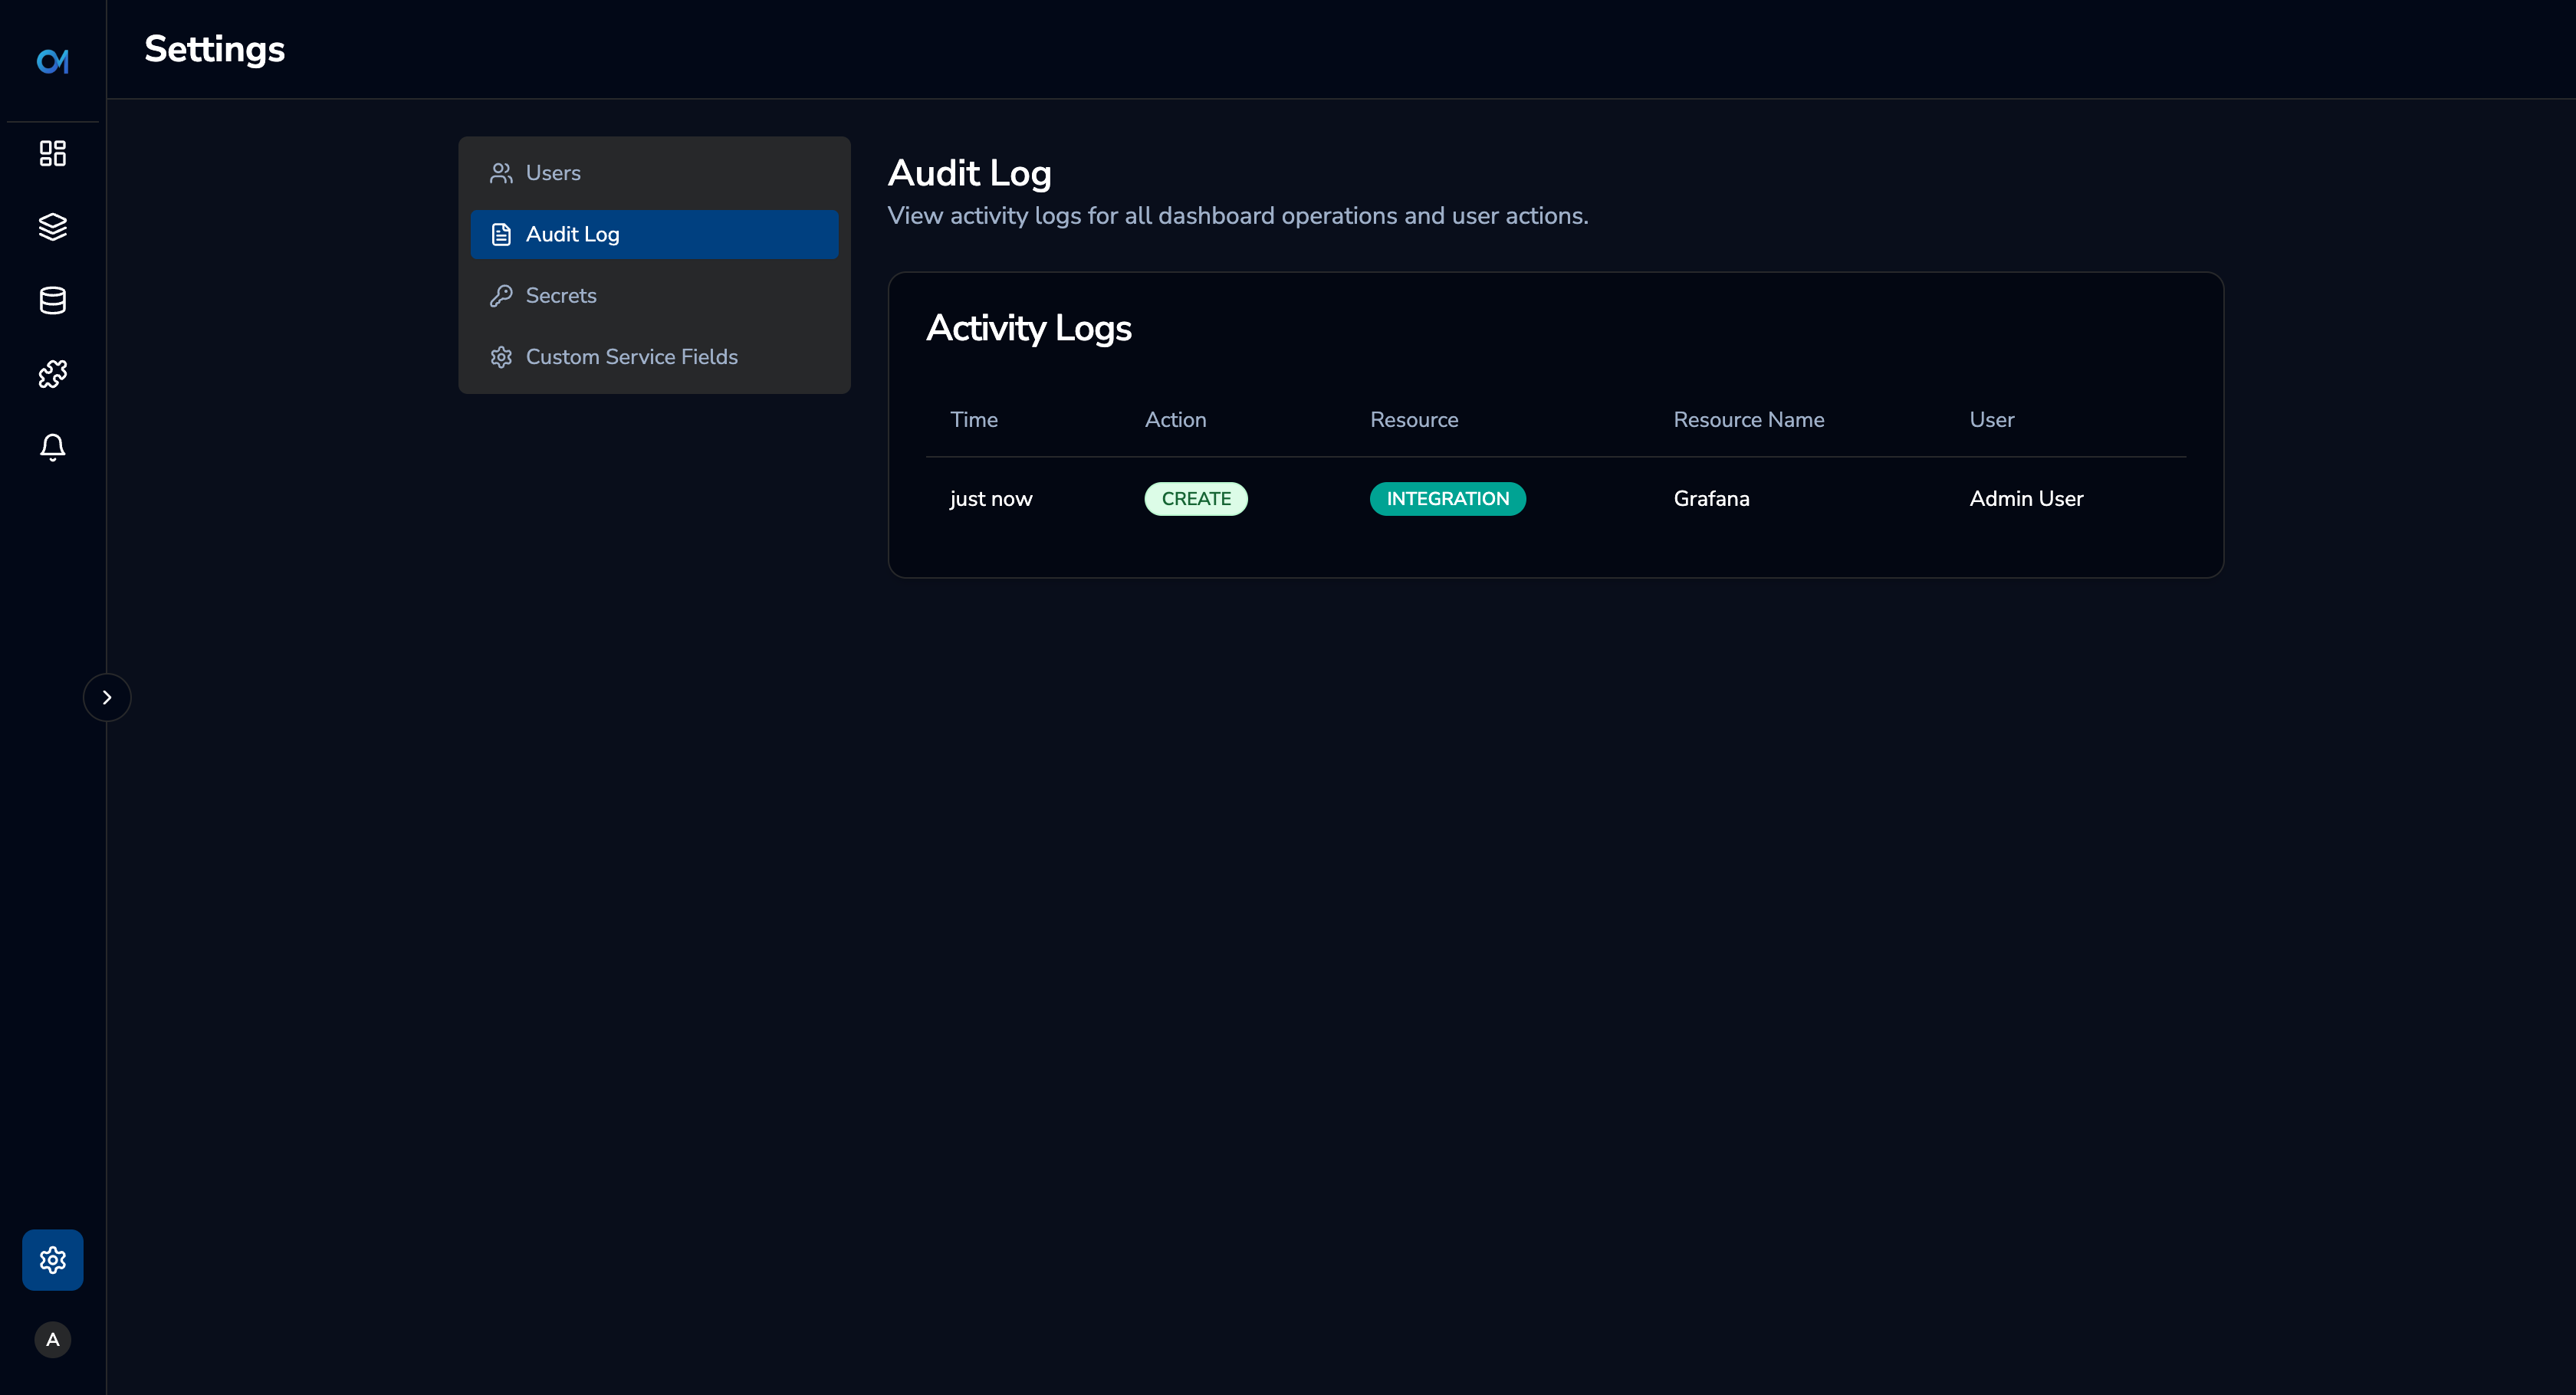 Settings
Users
Audit Log
Secrets
Custom Service Fields
Audit Log
View activity logs for all dashboard operations and user actions.
Activity Logs
Time Action Resource Resource Name User
just now CREATE INTEGRATION Grafana Admin User
A